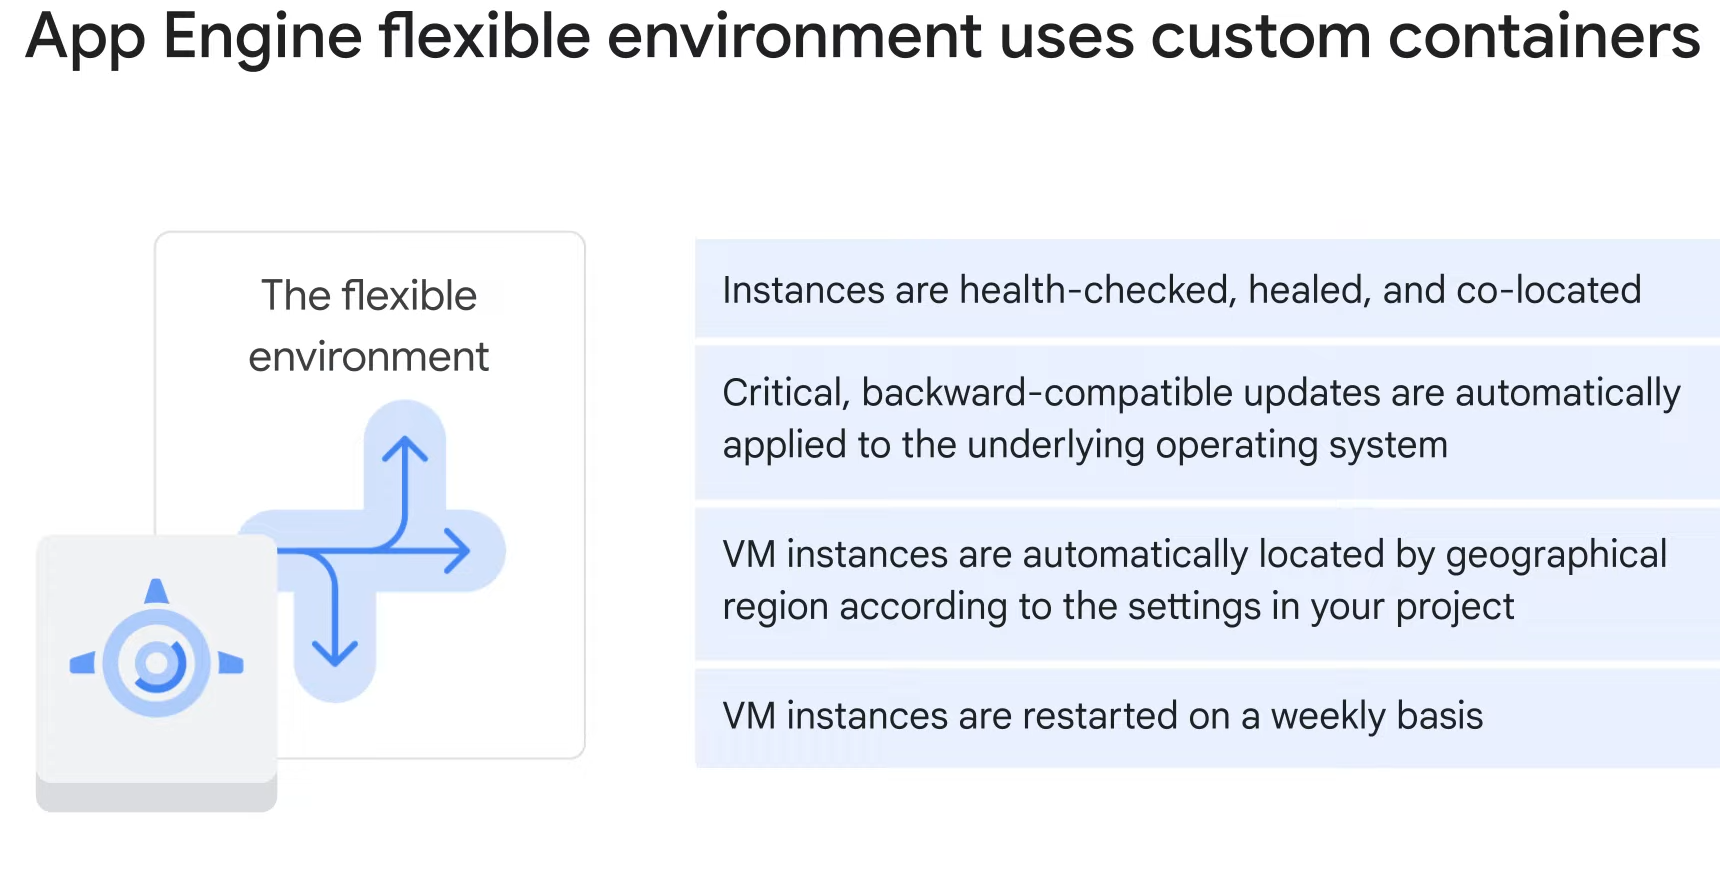 App Engine flexible environment uses custom containers
The flexible
environment
Instances are health-checked, healed, and co-located
Critical, backward-compatible updates are automatically
applied to the underlying operating system
VM instances are automatically located by geographical
region according to the settings in your project
VM instances are restarted on a weekly basis